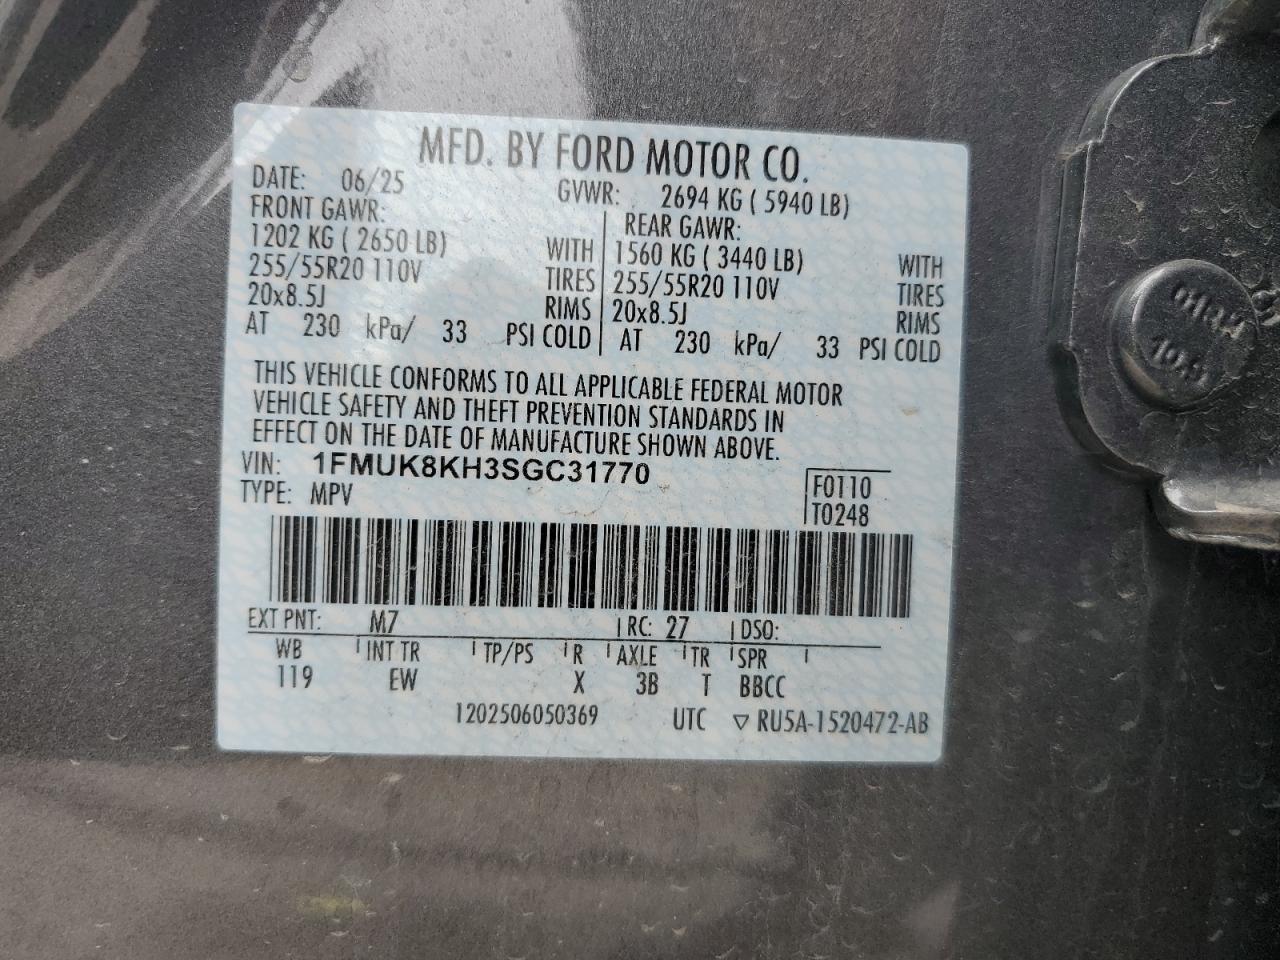 MFD. BY FORD MOTOR CO.
DATE: 06/25 GVWR: 2694 KG ( 5940 LB)
FRONT GAWR: REAR GAWR:
1202 KG ( 2650 LB) WITH 1560 KG ( 3440 LB) WITH
255/55R20 110V TIRES 255/55R20 110V TIRES
20x8.5J RIMS 20x8.5J RIMS
AT 230 kPa/ 33 PSI COLD AT 230 kPa/ 33 PSI COLD
THIS VEHICLE CONFORMS TO ALL APPLICABLE FEDERAL MOTOR
VEHICLE SAFETY AND THEFT PREVENTION STANDARDS IN
EFFECT ON THE DATE OF MANUFACTURE SHOWN ABOVE.
VIN: 1FMUK8KH3SGC31770
TYPE: MPV
F0110
T0248
EXT PNT: M7 RC: 27 DSO:
WB INT TR TP/PS R AXLE TR SPR
119 EW X 3B T BBCC
1202506050369 UTC ▽ RU5A-1520472-AB
10.9